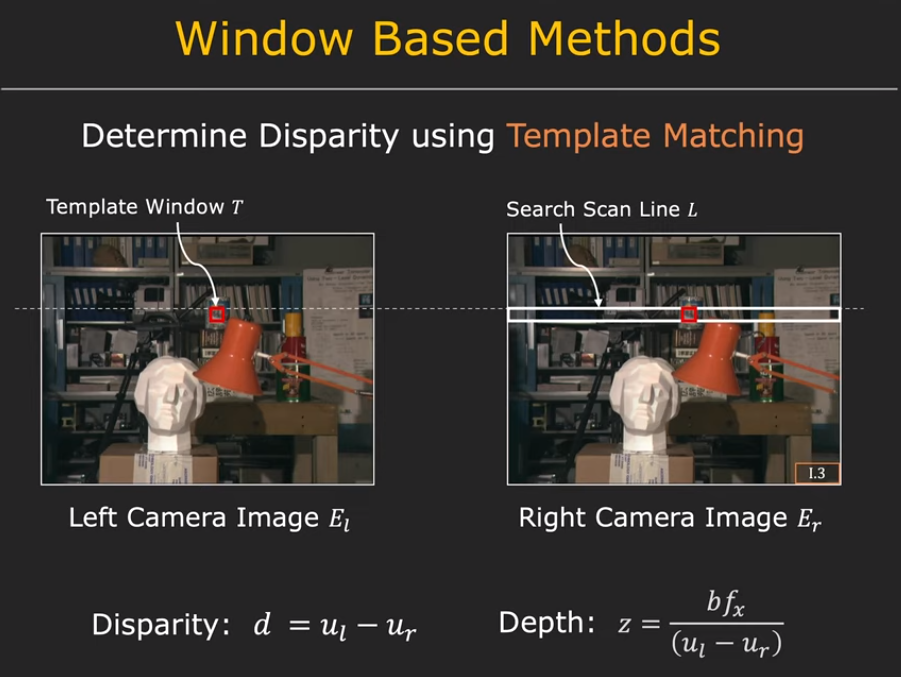 Window Based Methods
Determine Disparity using Template Matching
Template Window T
Search Scan Line L
I.3
Left Camera Image E_l
Right Camera Image E_r
Disparity: d = u_l − u_r
Depth: z = bf_x / (u_l − u_r)